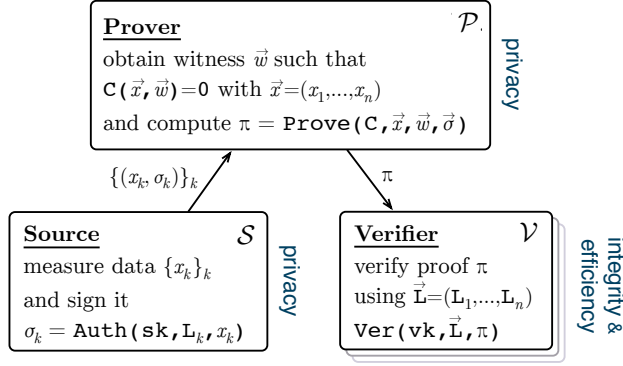 Prover 𝒫.
obtain witness w⃗ such that
C(x⃗,w⃗)=0 with x⃗=(x₁,...,xₙ)
and compute π = Prove(C,x⃗,w⃗,σ⃗)
privacy
{(xₖ, σₖ)}ₖ
π
Source 𝒮
measure data {xₖ}ₖ
and sign it
σₖ = Auth(sk,Lₖ,xₖ)
privacy
Verifier 𝒱
verify proof π
using L⃗=(L₁,...,Lₙ)
Ver(vk,L⃗,π)
integrity &
efficiency